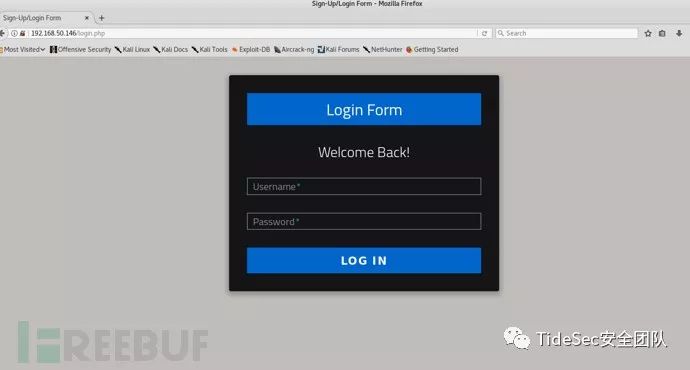 Sign-Up/Login Form - Mozilla Firefox
Sign-Up/Login Form
192.168.50.146/login.php
Search
Most Visited Offensive Security Kali Linux Kali Docs Kali Tools Exploit-DB Aircrack-ng Kali Forums NetHunter Getting Started
Login Form
Welcome Back!
Username*
Password*
LOG IN
FREEBUF
TideSec安全团队